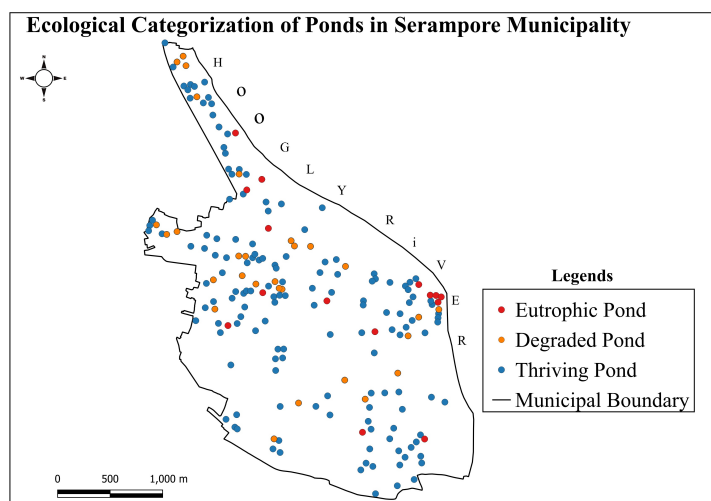 Ecological Categorization of Ponds in Serampore Municipality
N
W E
S
H
O
O
G
L
Y
R
i
V
E
R
Legends
Eutrophic Pond
Degraded Pond
Thriving Pond
Municipal Boundary
0 500 1,000 m